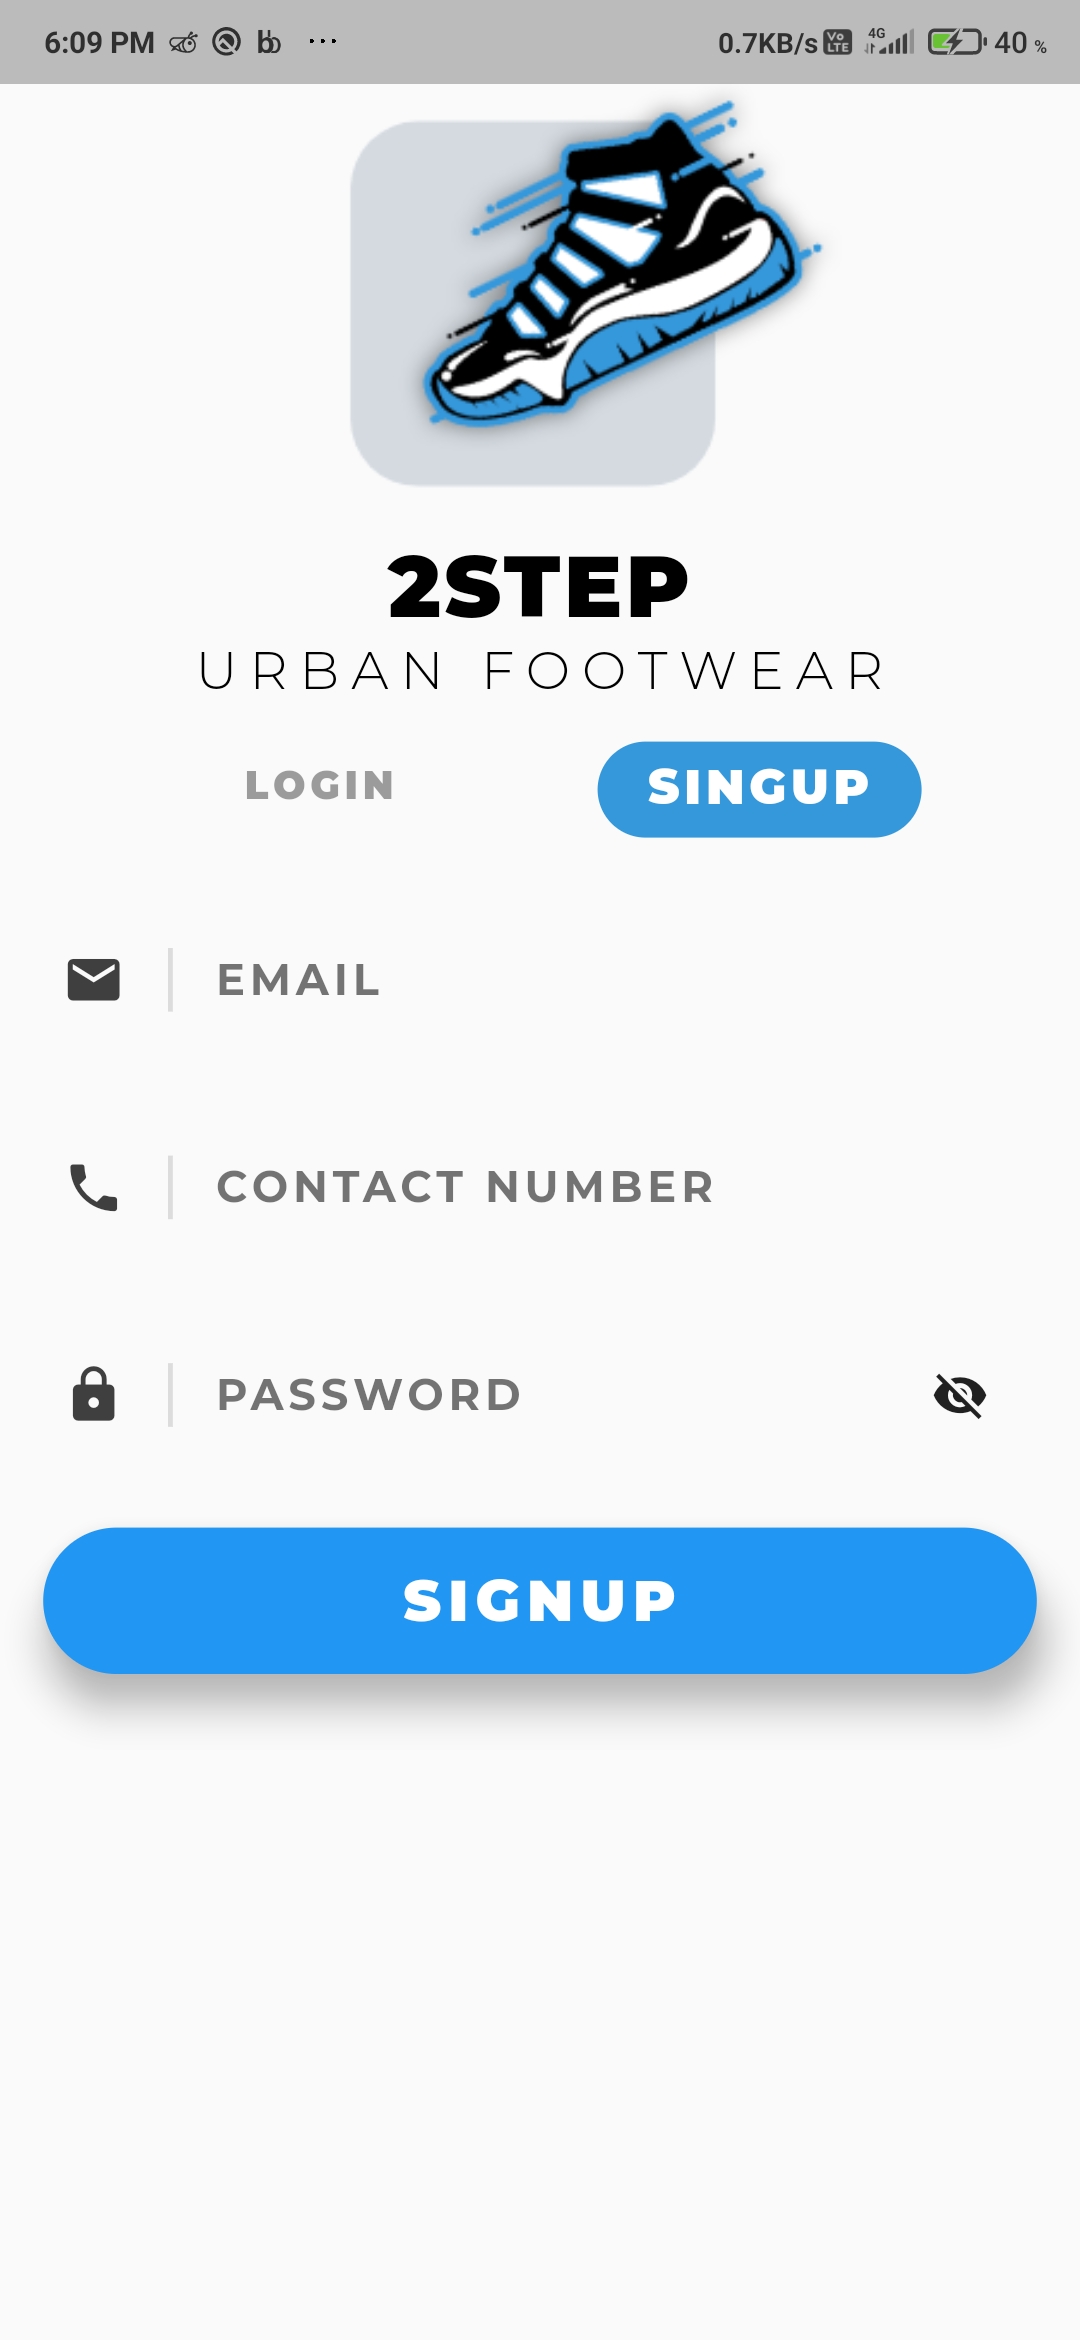 6:09 PM ... 0.7KB/s Vo LTE 4G 40 %
2STEP
URBAN FOOTWEAR
LOGIN SINGUP
EMAIL
CONTACT NUMBER
PASSWORD
SIGNUP